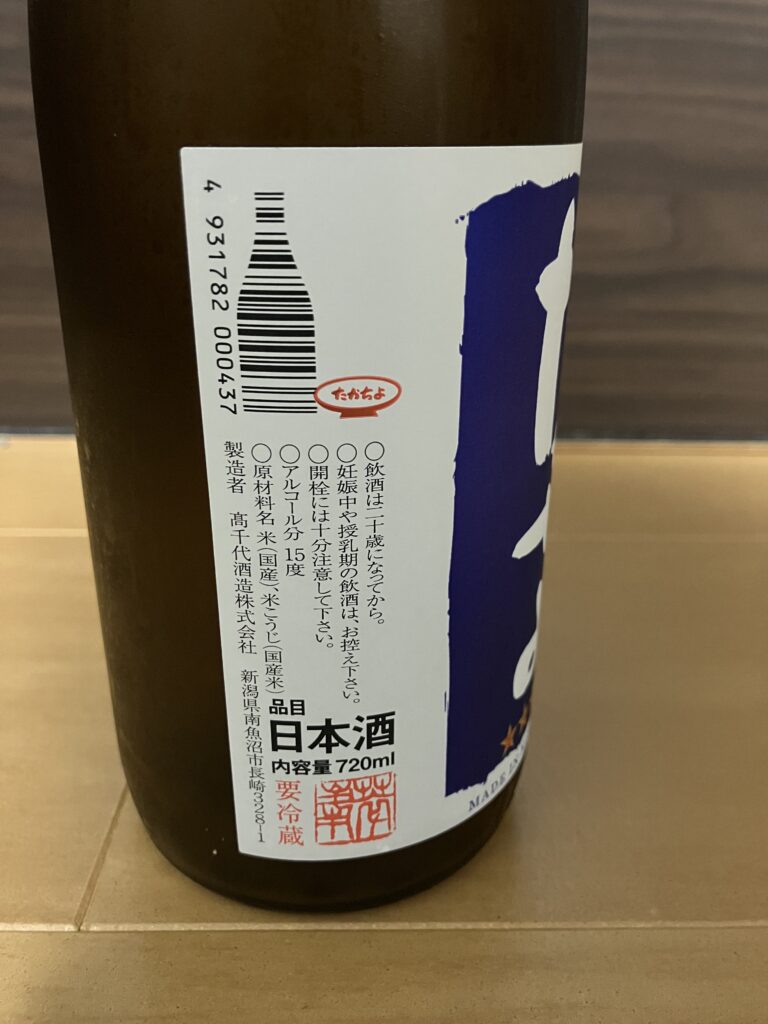 4 931782 000437
たかちよ
○飲酒は二十歳になってから。
○妊娠中や授乳期の飲酒は、お控え下さい。
○開栓には十分注意して下さい。
○アルコール分 15度
○原材料名 米(国産)、米こうじ(国産米)
製造者 髙千代酒造株式会社 新潟県南魚沼市長崎328-1
品目
日本酒
内容量 720ml
要冷蔵
MADE IN